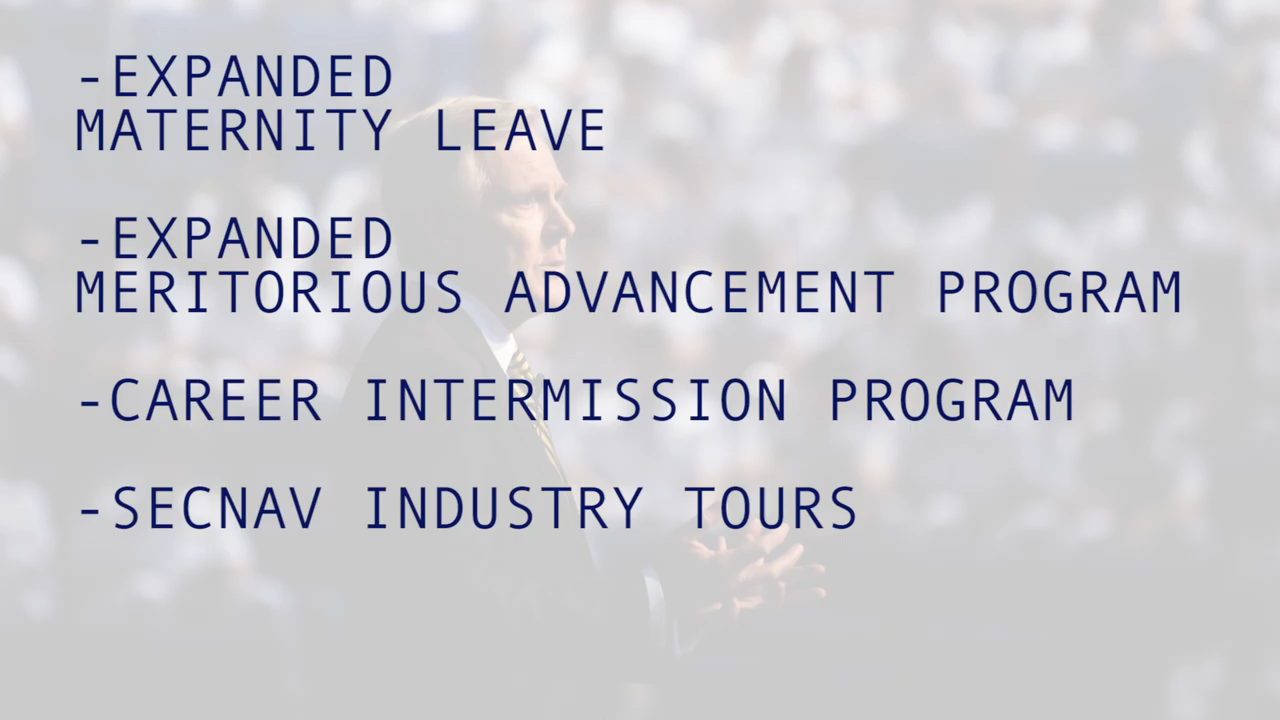 -EXPANDED
MATERNITY LEAVE
-EXPANDED
MERITORIOUS ADVANCEMENT PROGRAM
-CAREER INTERMISSION PROGRAM
-SECNAV INDUSTRY TOURS